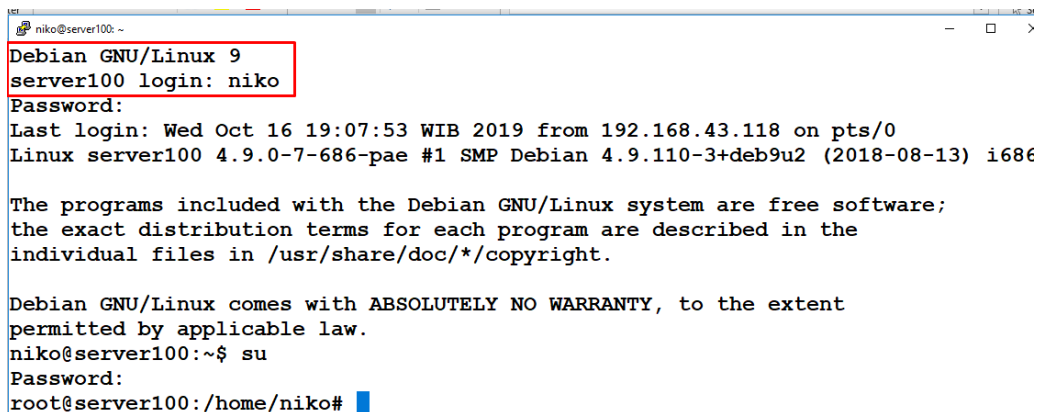 niko@server100: ~
Debian GNU/Linux 9
server100 login: niko
Password:
Last login: Wed Oct 16 19:07:53 WIB 2019 from 192.168.43.118 on pts/0
Linux server100 4.9.0-7-686-pae #1 SMP Debian 4.9.110-3+deb9u2 (2018-08-13) i686
The programs included with the Debian GNU/Linux system are free software;
the exact distribution terms for each program are described in the
individual files in /usr/share/doc/*/copyright.
Debian GNU/Linux comes with ABSOLUTELY NO WARRANTY, to the extent
permitted by applicable law.
niko@server100:~$ su
Password:
root@server100:/home/niko#